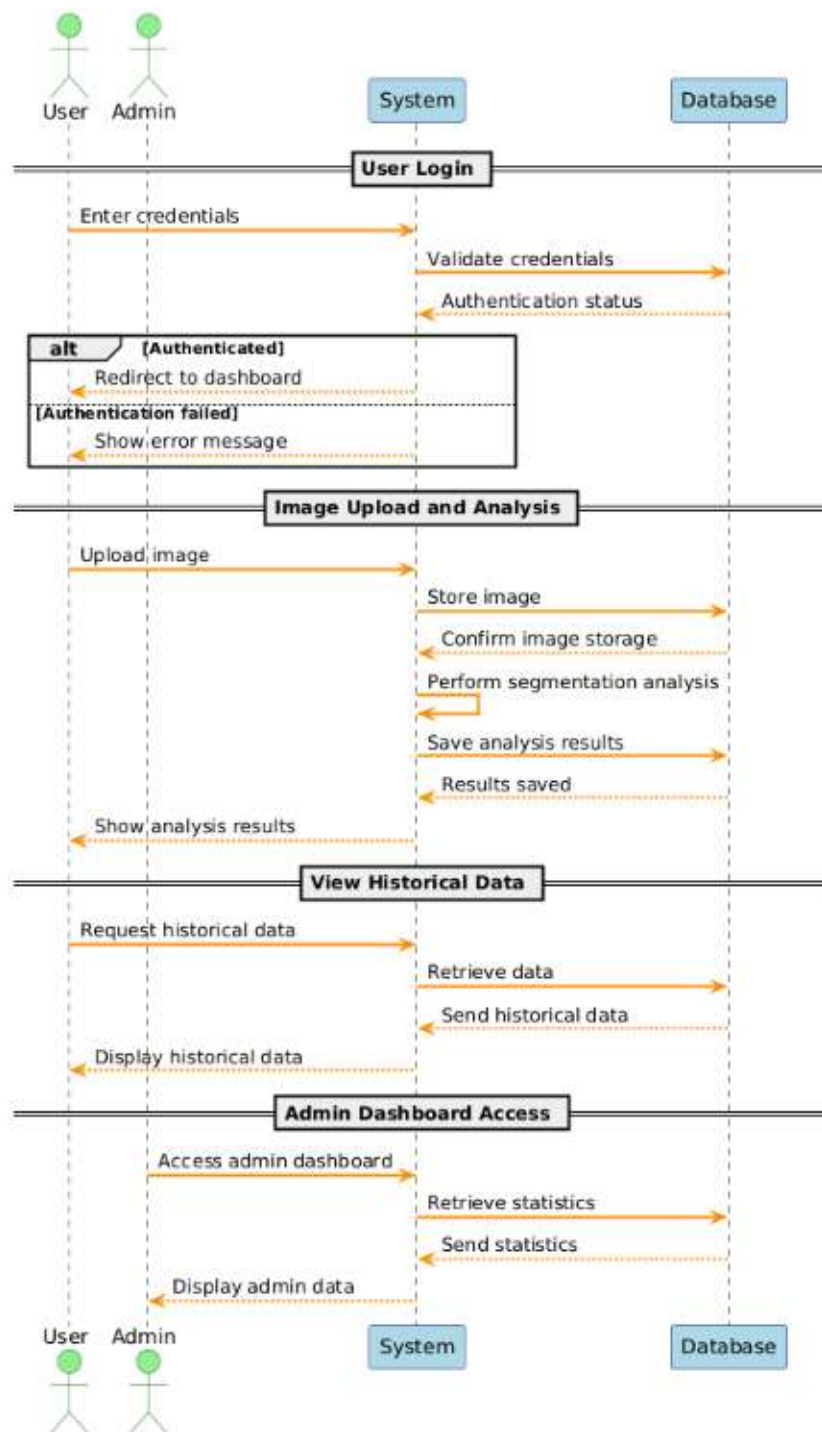 User Admin System Database
User Login
Enter credentials
Validate credentials
Authentication status
alt [Authenticated]
Redirect to dashboard
[Authentication failed]
Show error message
Image Upload and Analysis
Upload image
Store image
Confirm image storage
Perform segmentation analysis
Save analysis results
Results saved
Show analysis results
View Historical Data
Request historical data
Retrieve data
Send historical data
Display historical data
Admin Dashboard Access
Access admin dashboard
Retrieve statistics
Send statistics
Display admin data
User Admin System Database